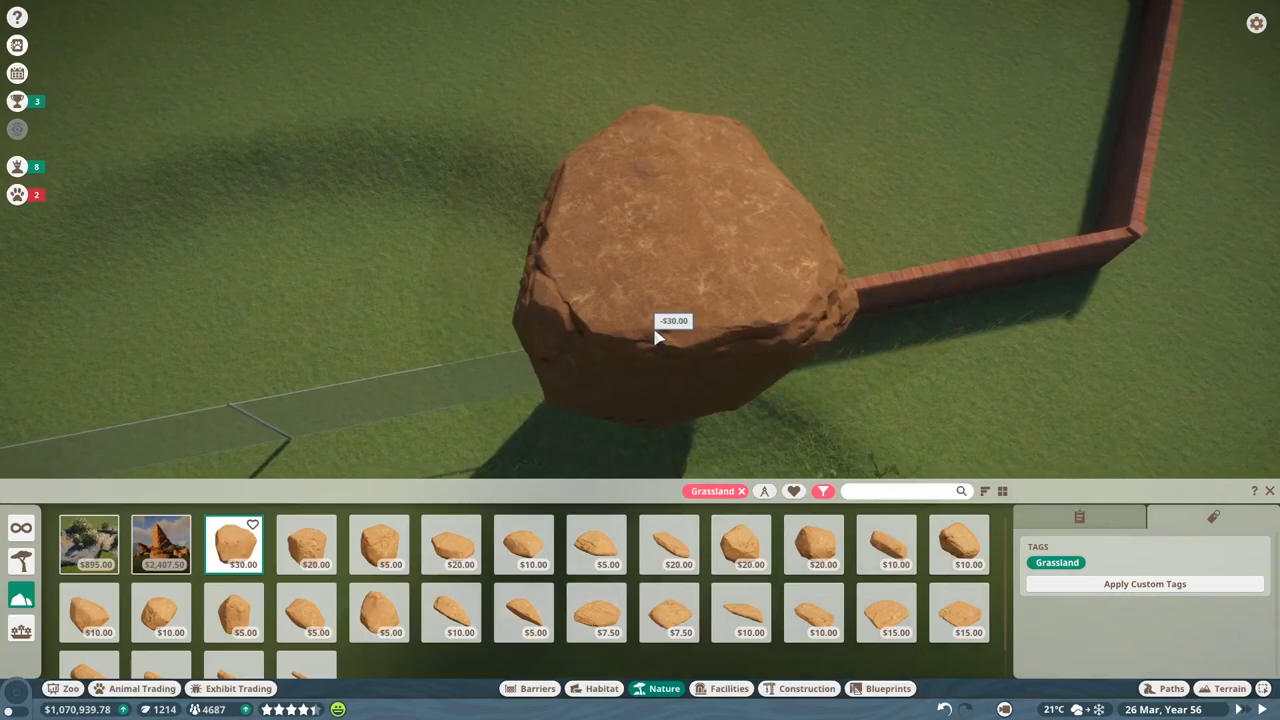 ?
3
8
2
-$30.00
Grassland ×
? ×
$895.00 $2,407.50 $30.00 $20.00 $5.00 $20.00 $10.00 $5.00 $20.00 $20.00 $20.00 $10.00 $10.00
$10.00 $10.00 $5.00 $5.00 $5.00 $10.00 $5.00 $7.50 $7.50 $10.00 $10.00 $15.00 $15.00
TAGS
Grassland
Apply Custom Tags
Zoo Animal Trading Exhibit Trading Barriers Habitat Nature Facilities Construction Blueprints Paths Terrain
$1,070,939.78 1214 4687 21°C 26 Mar, Year 56